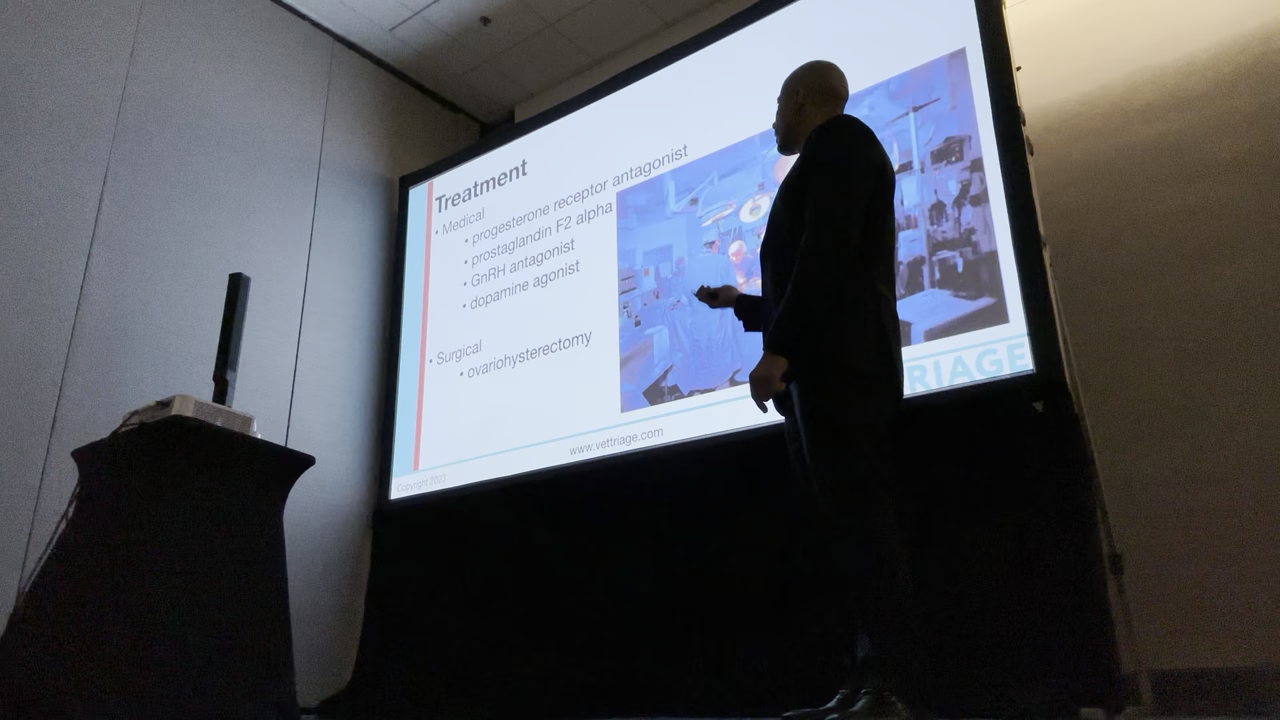 Treatment
• Medical
• progesterone receptor antagonist
• prostaglandin F2 alpha
• GnRH antagonist
• dopamine agonist
• Surgical
• ovariohysterectomy
RIAGE
www.vettriage.com
Copyright 2023